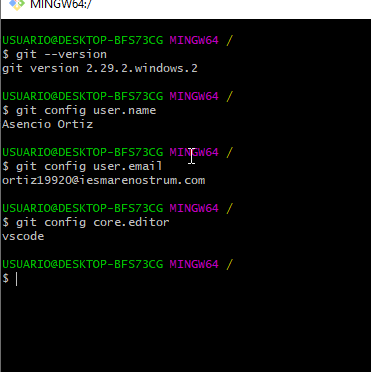 MINGW64:/
USUARIO@DESKTOP-BFS73CG MINGW64 /
$ git --version
git version 2.29.2.windows.2
USUARIO@DESKTOP-BFS73CG MINGW64 /
$ git config user.name
Asencio Ortiz
USUARIO@DESKTOP-BFS73CG MINGW64 /
$ git config user.email
ortiz19920@iesmarenostrum.com
USUARIO@DESKTOP-BFS73CG MINGW64 /
$ git config core.editor
vscode
USUARIO@DESKTOP-BFS73CG MINGW64 /
$